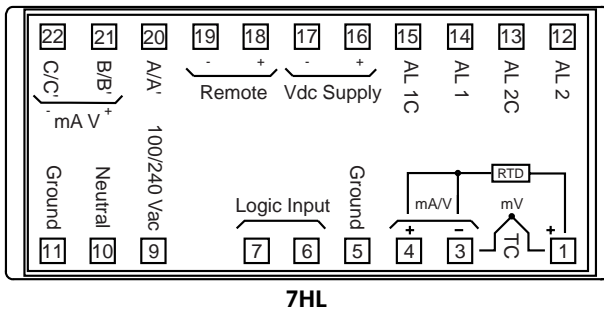 22 21 20 19 18 17 16 15 14 13 12
- + - +
C/C' B/B' A/A' Remote Vdc Supply AL 1C AL 1 AL 2C AL 2
- mA V +
Ground Neutral 100/240 Vac Logic Input Ground mA/V mV RTD
+ - TC +
11 10 9 7 6 5 4 3 1
7HL